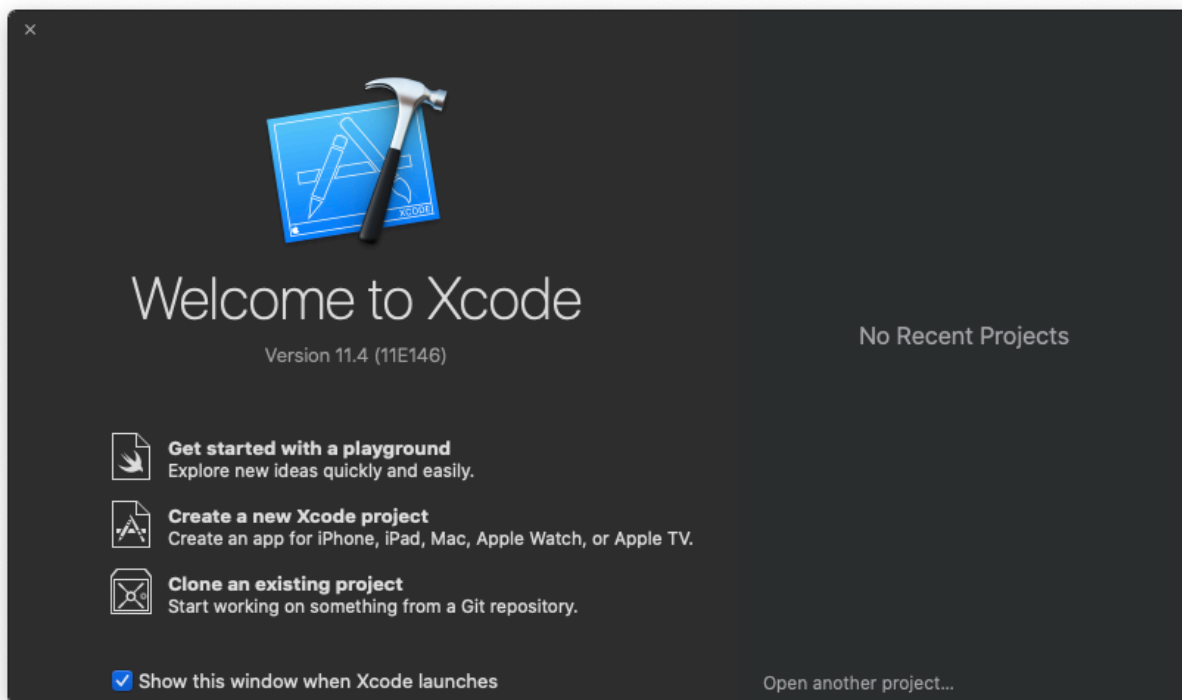 XCODE
Welcome to Xcode
Version 11.4 (11E146)
Get started with a playground
Explore new ideas quickly and easily.
Create a new Xcode project
Create an app for iPhone, iPad, Mac, Apple Watch, or Apple TV.
Clone an existing project
Start working on something from a Git repository.
Show this window when Xcode launches
No Recent Projects
Open another project...